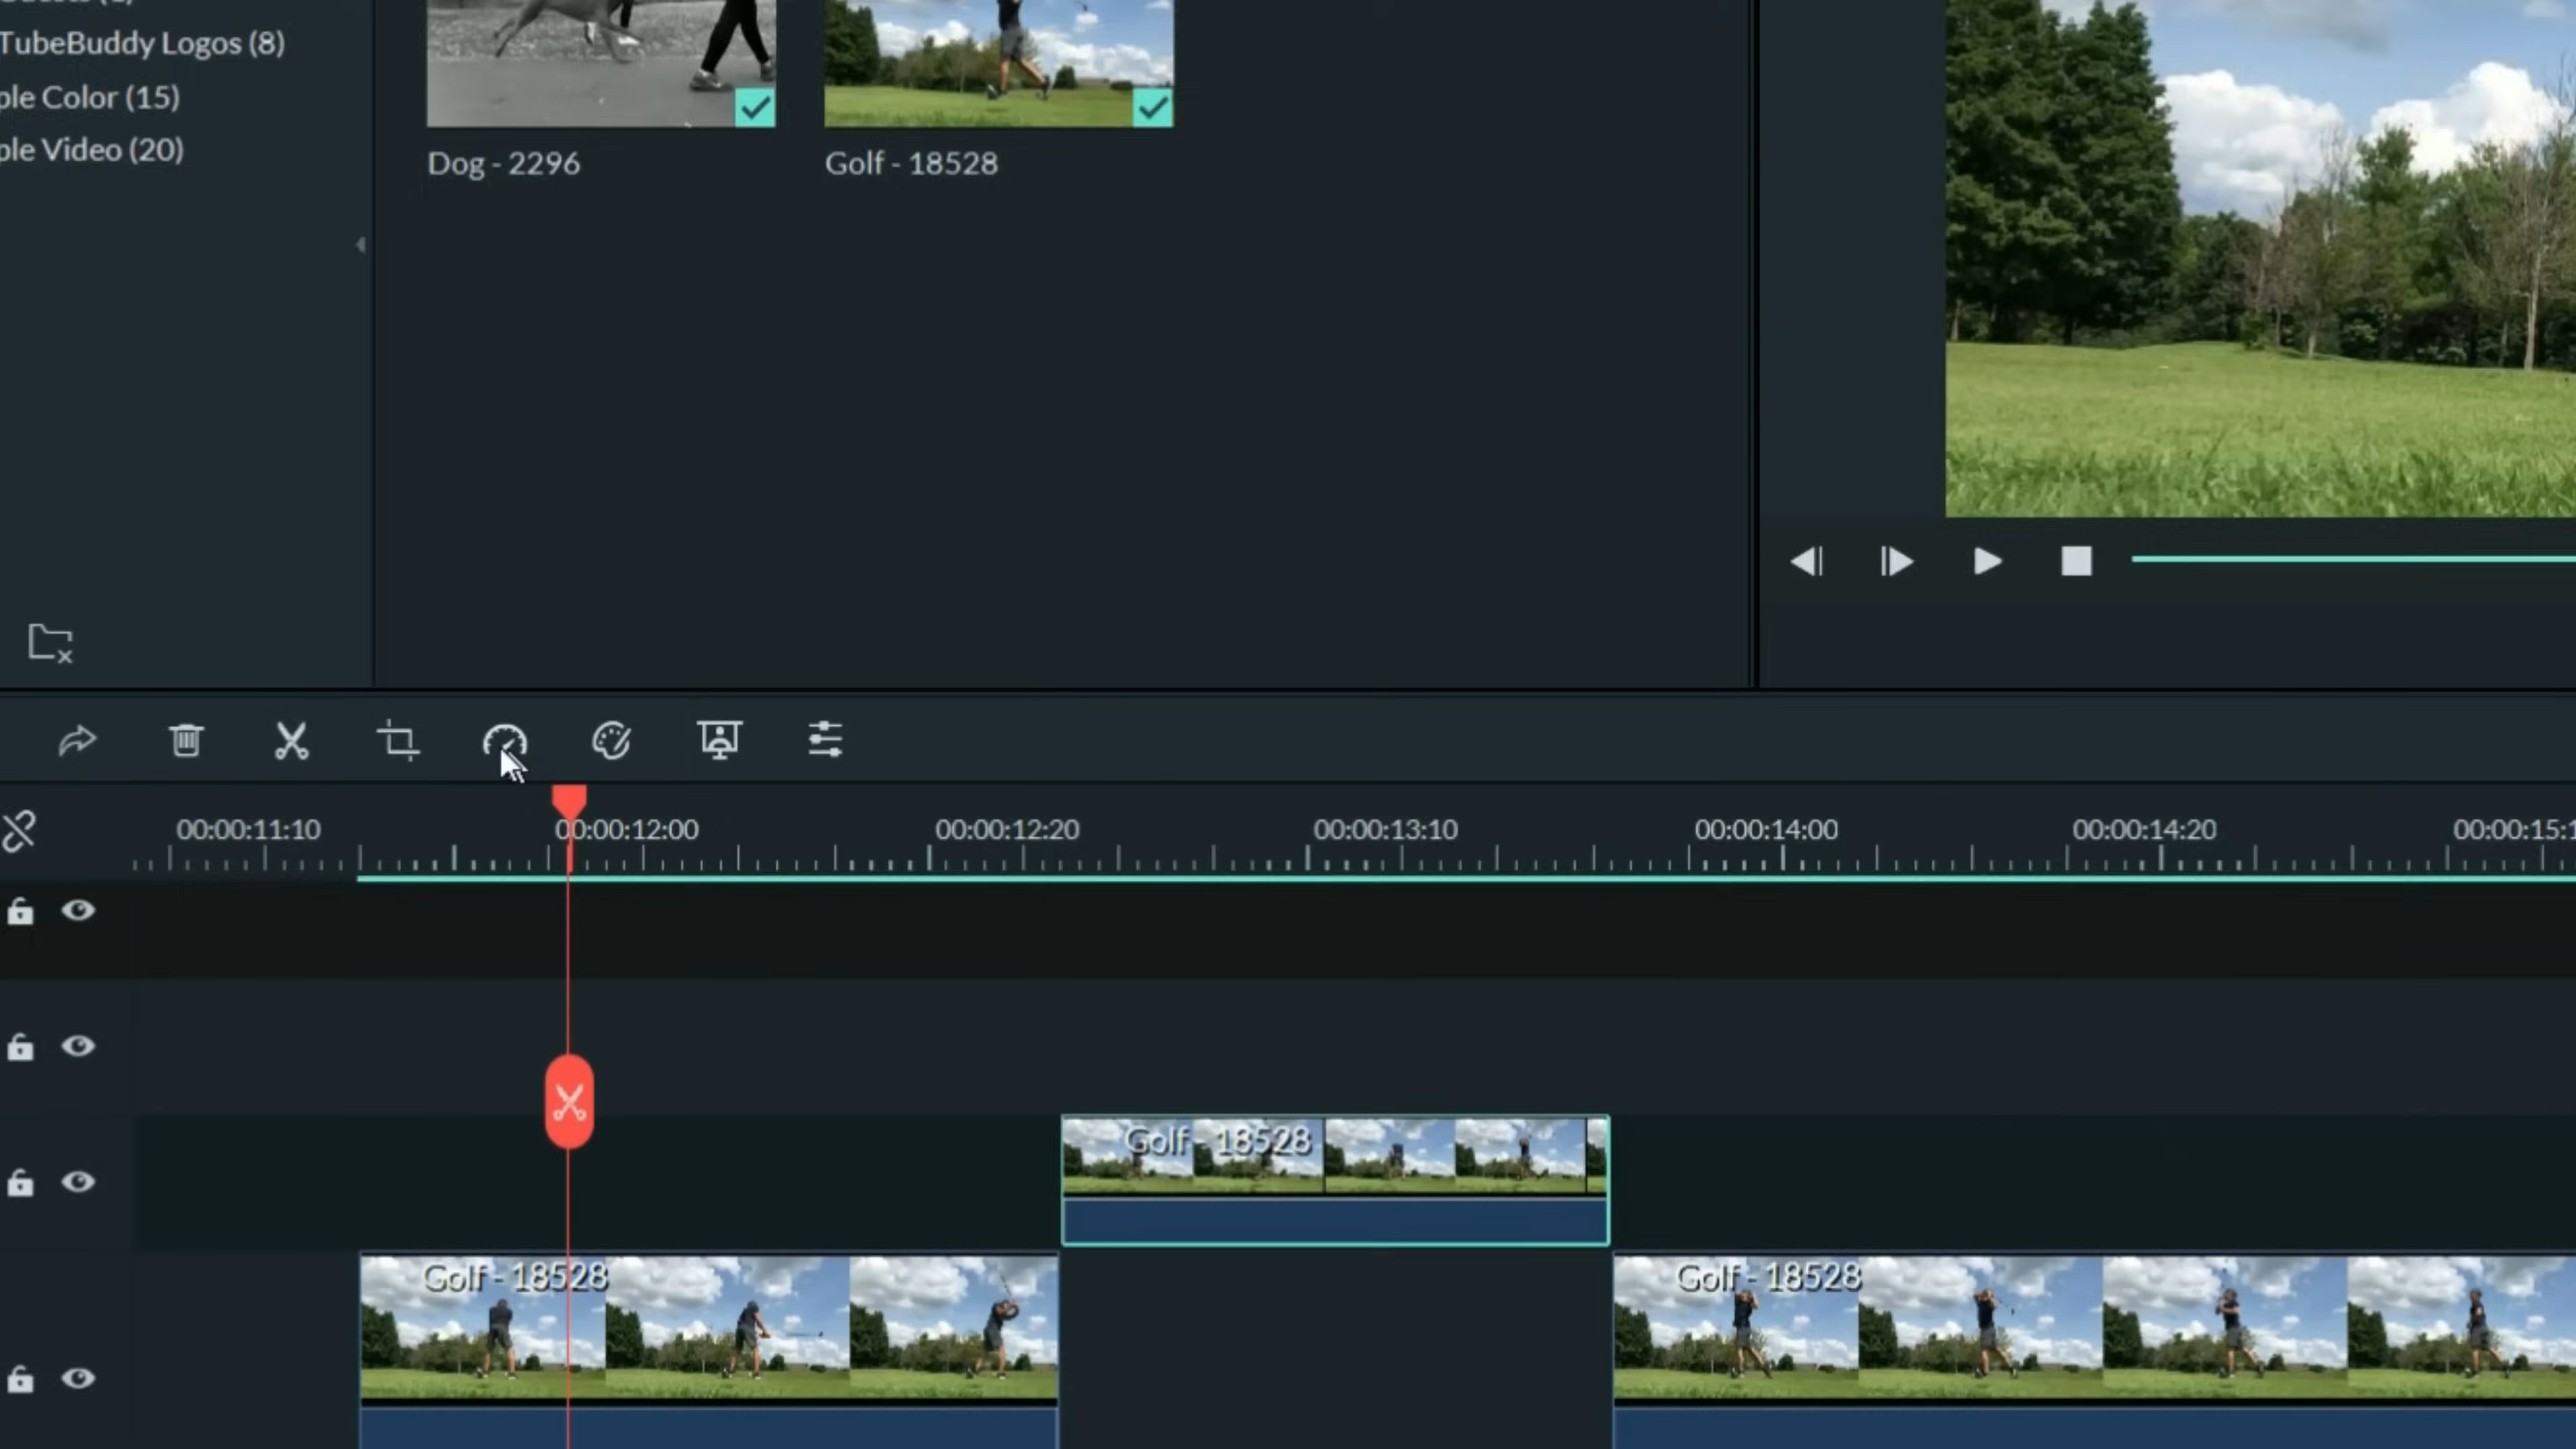 TubeBuddy Logos (8)
ple Color (15)
ple Video (20)
Dog - 2296
Golf - 18528
00:00:11:10
00:00:12:00
00:00:12:20
00:00:13:10
00:00:14:00
00:00:14:20
00:00:15:1
Golf - 18528
Golf - 18528
Golf - 18528